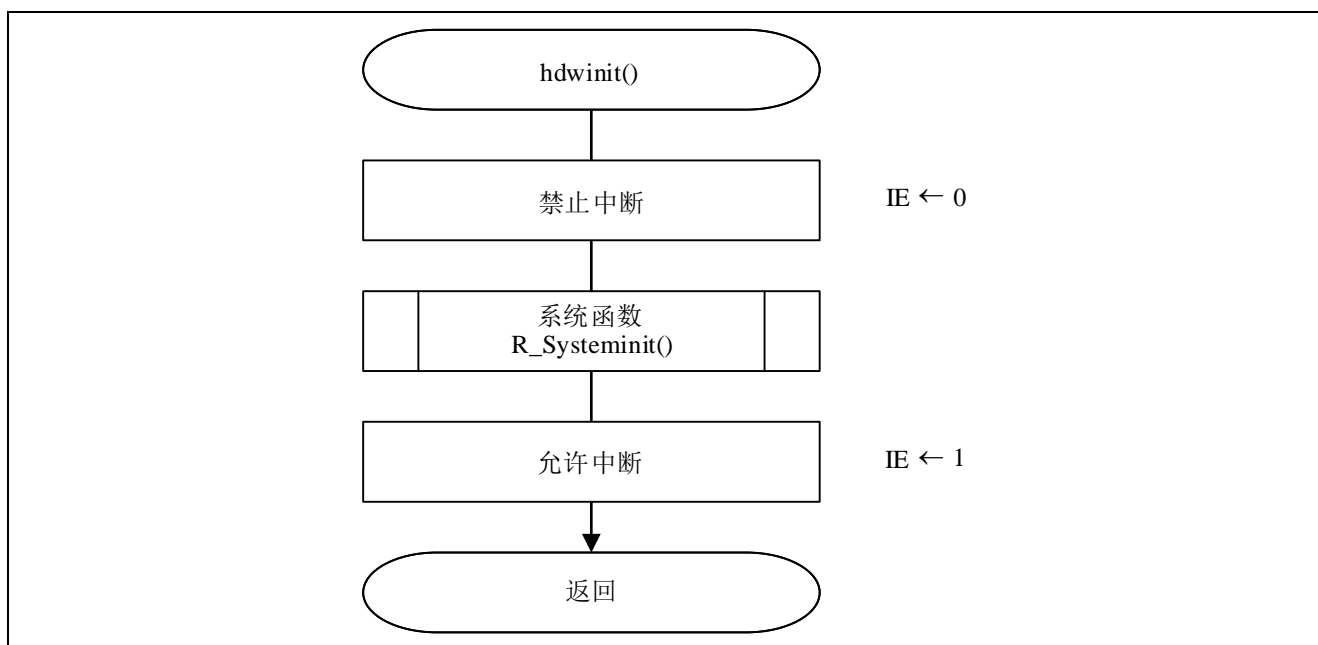 hdwinit()
禁止中断
IE ← 0
系统函数
R_Systeminit()
允许中断
IE ← 1
返回